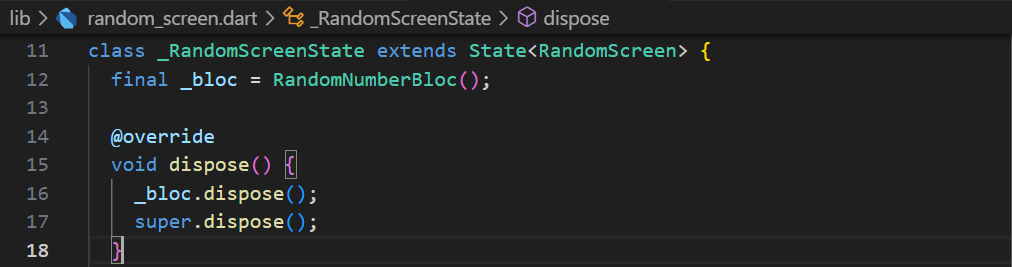 lib > random_screen.dart > _RandomScreenState > dispose
11 class _RandomScreenState extends State<RandomScreen> {
12   final _bloc = RandomNumberBloc();
13
14   @override
15   void dispose() {
16     _bloc.dispose();
17     super.dispose();
18   }